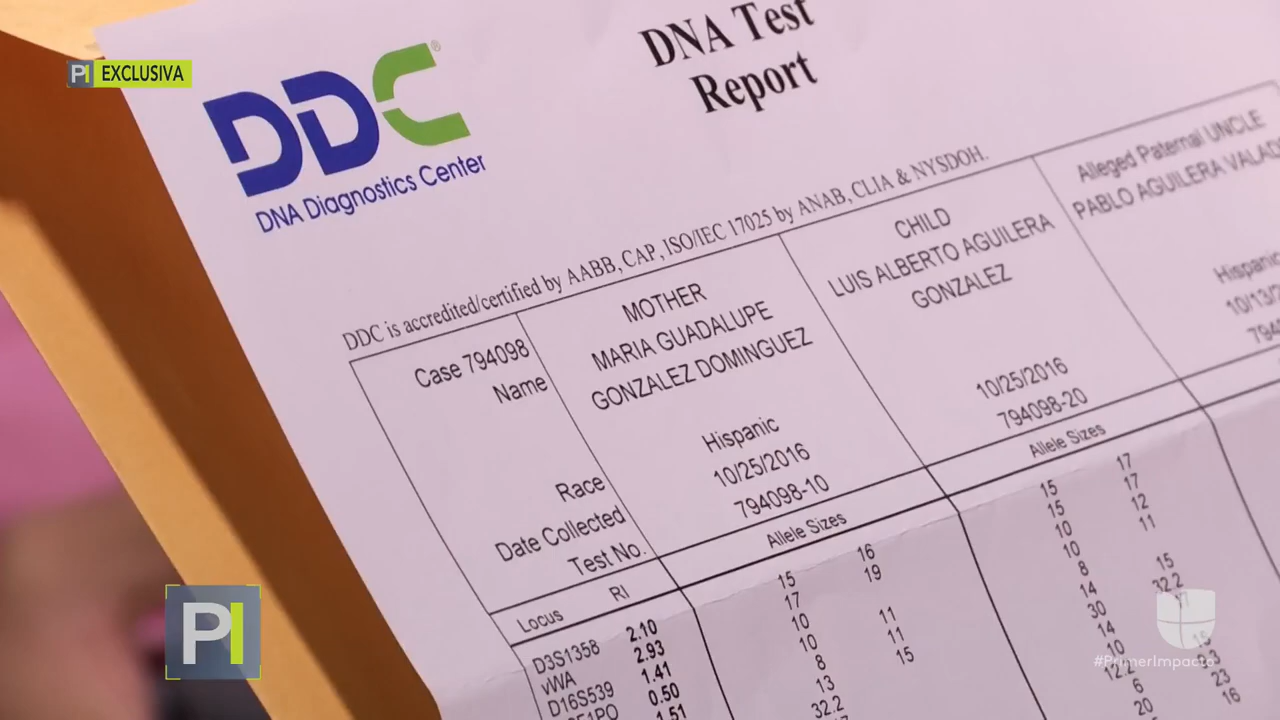 PI EXCLUSIVA
DDC®
DNA Diagnostics Center
DNA Test
Report
DDC is accredited/certified by AABB, CAP, ISO/IEC 17025 by ANAB, CLIA & NYSDOH.
Case 794098
Name
Race
Date Collected
Test No.
MOTHER
MARIA GUADALUPE
GONZALEZ DOMINGUEZ
Hispanic
10/25/2016
794098-10
CHILD
LUIS ALBERTO AGUILERA
GONZALEZ
10/25/2016
794098-20
Alleged Paternal UNCLE
PABLO AGUILERA
Hispanic
Locus RI
Allele Sizes
Allele Sizes
D3S1358 2.10 15 16 15 17
vWA 2.93 17 19 15 17
D16S539 1.41 10 11 10 12
0.50 10 11 10 11
1.51 8 15 8 15
13 14
32.2 30
14
10
12.2
6 23
20 16
PI
#PrimerImpacto